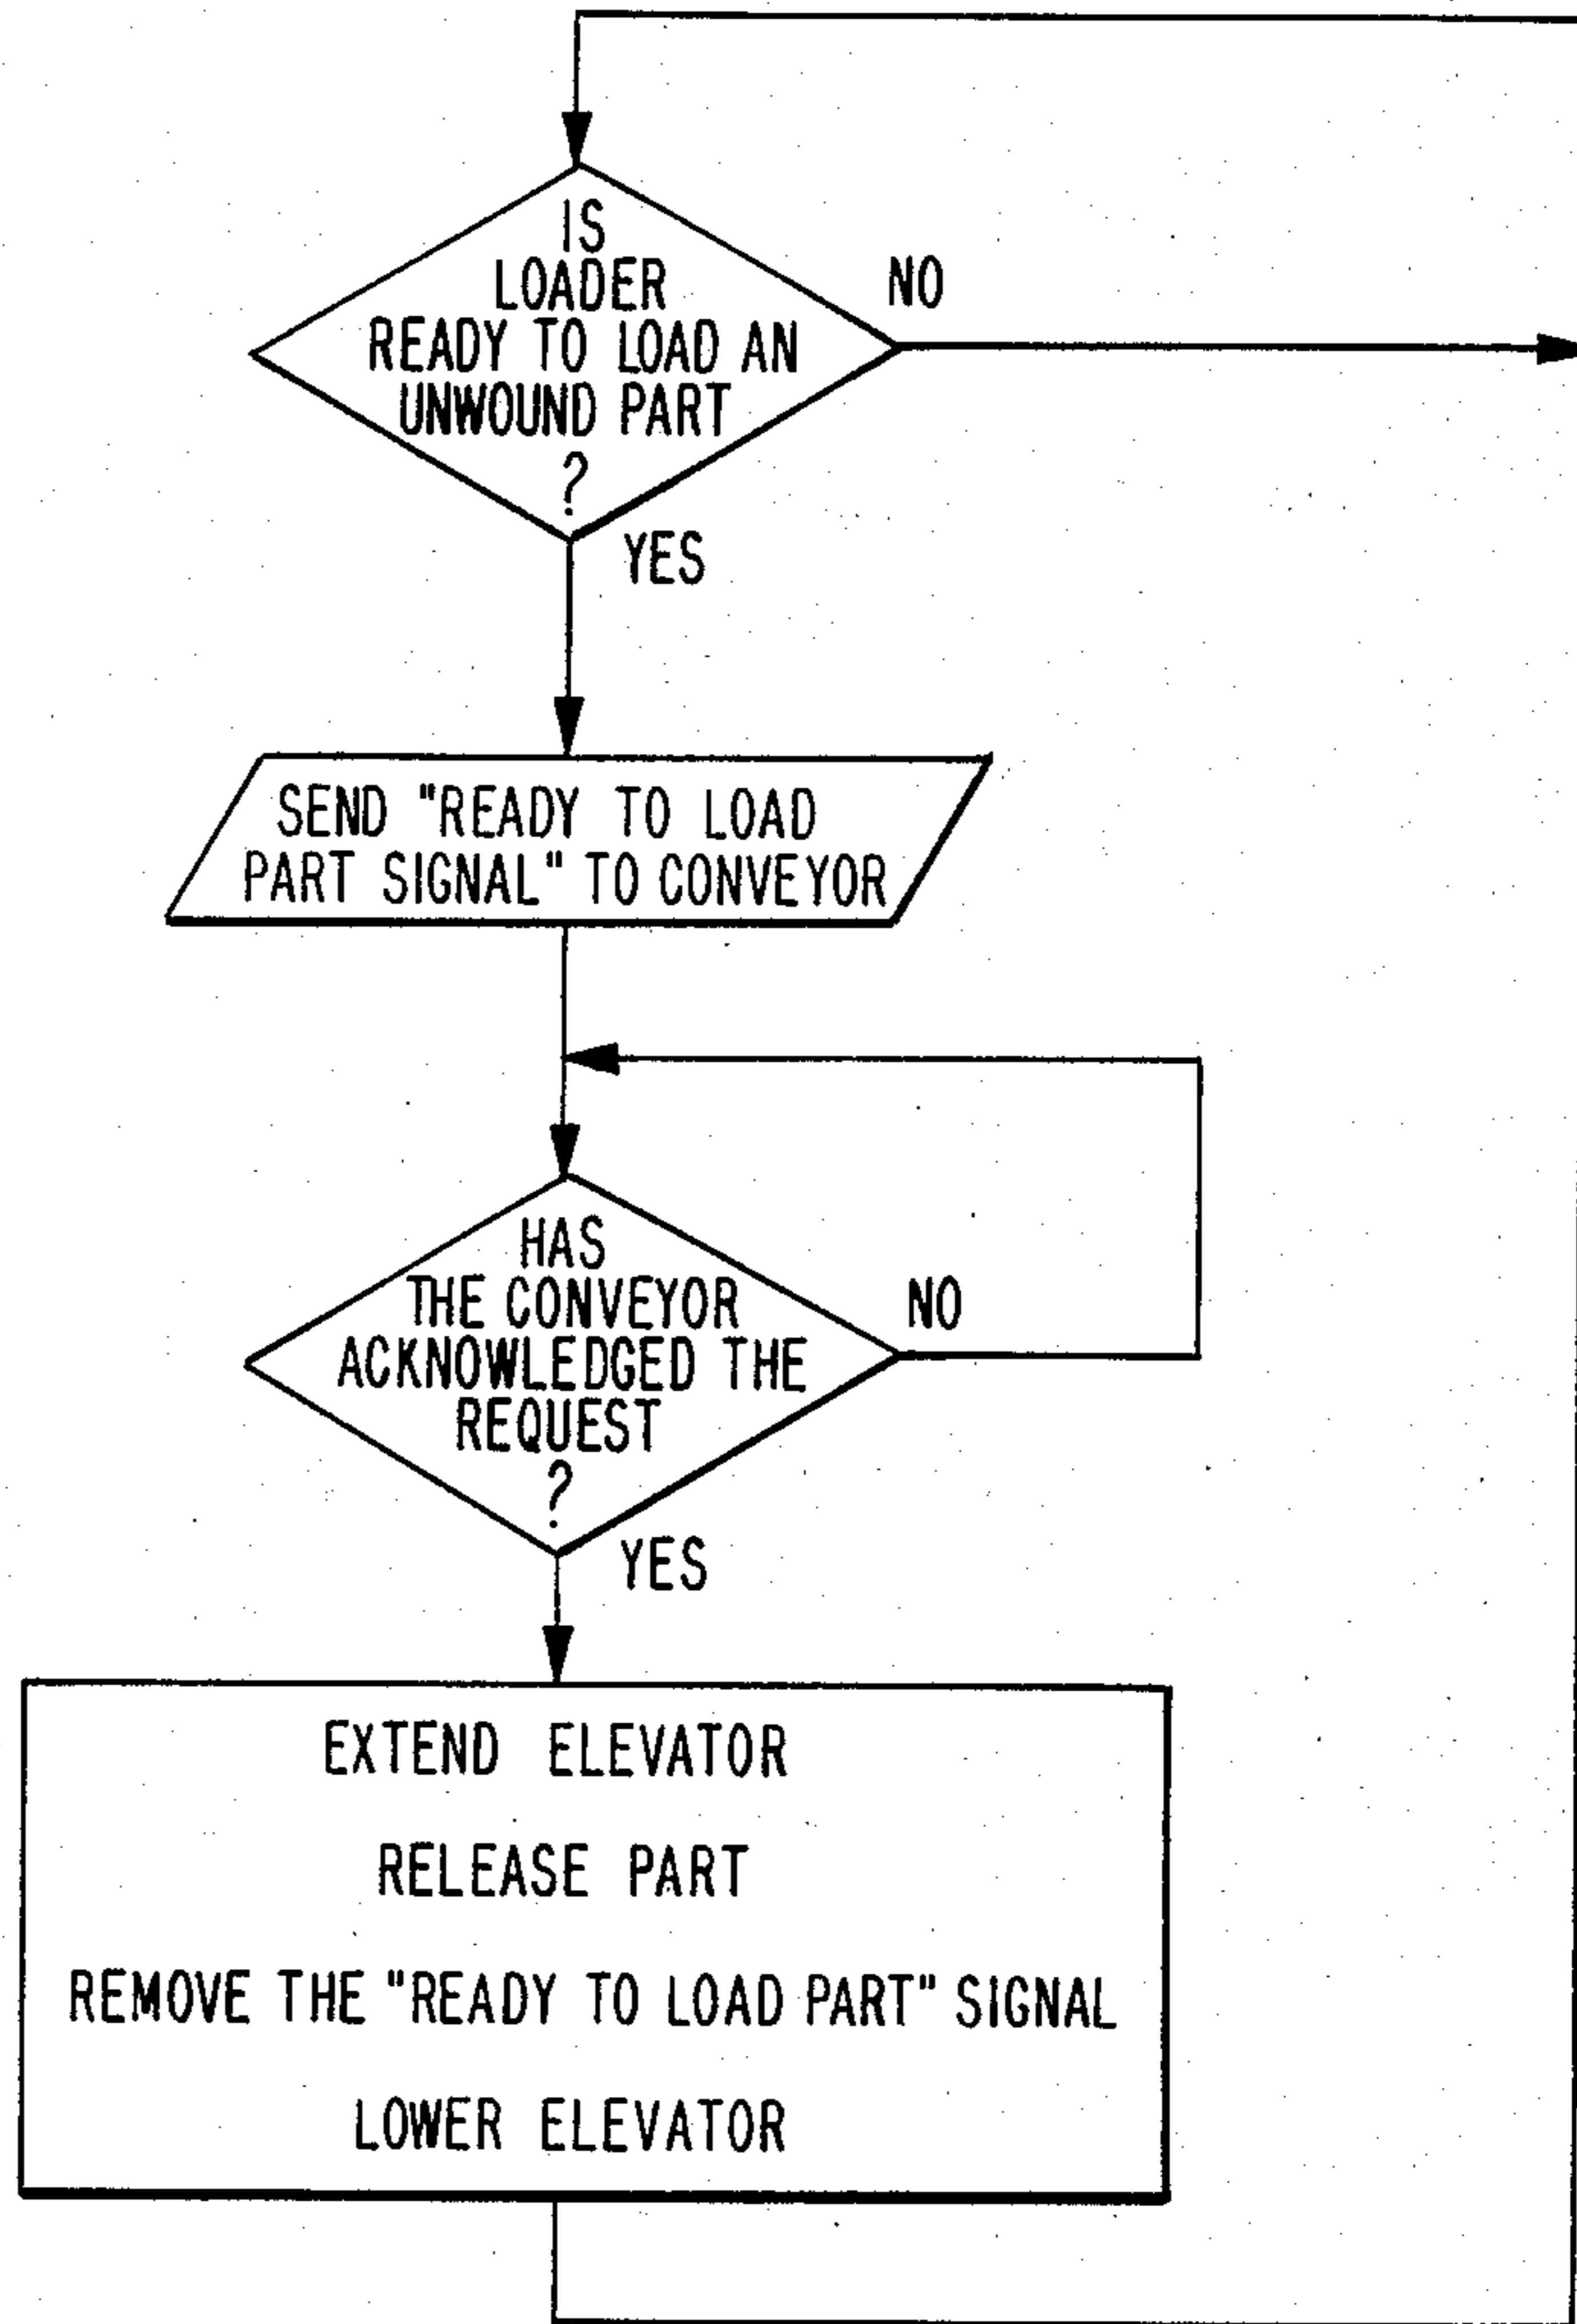 IS
LOADER
READY TO LOAD AN
UNWOUND PART
?
NO
YES
SEND "READY TO LOAD
PART SIGNAL" TO CONVEYOR
HAS
THE CONVEYOR
ACKNOWLEDGED THE
REQUEST
?
NO
YES
EXTEND ELEVATOR
RELEASE PART
REMOVE THE "READY TO LOAD PART" SIGNAL
LOWER ELEVATOR